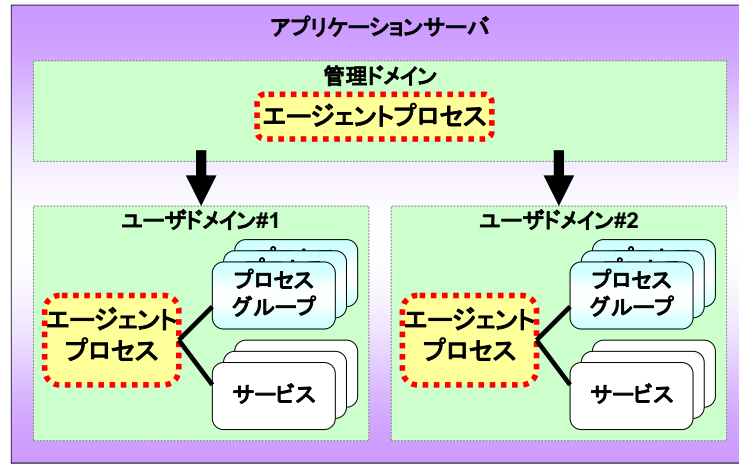 アプリケーションサーバ
管理ドメイン
エージェントプロセス
ユーザドメイン#1
プロセス
グループ
エージェント
プロセス
サービス
ユーザドメイン#2
プロセス
グループ
エージェント
プロセス
サービス